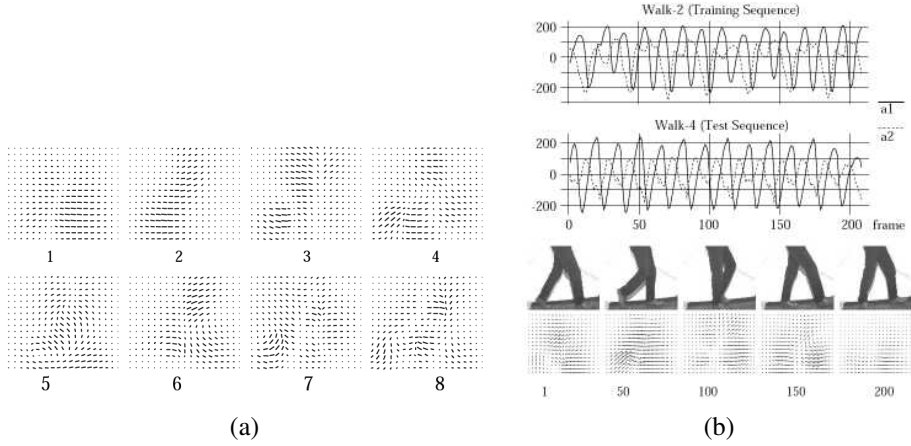 Walk-2 (Training Sequence)
200
0
-200
a1
a2
Walk-4 (Test Sequence)
200
0
-200
0 50 100 150 200 frame
1 2 3 4
5 6 7 8
1 50 100 150 200
(a) (b)